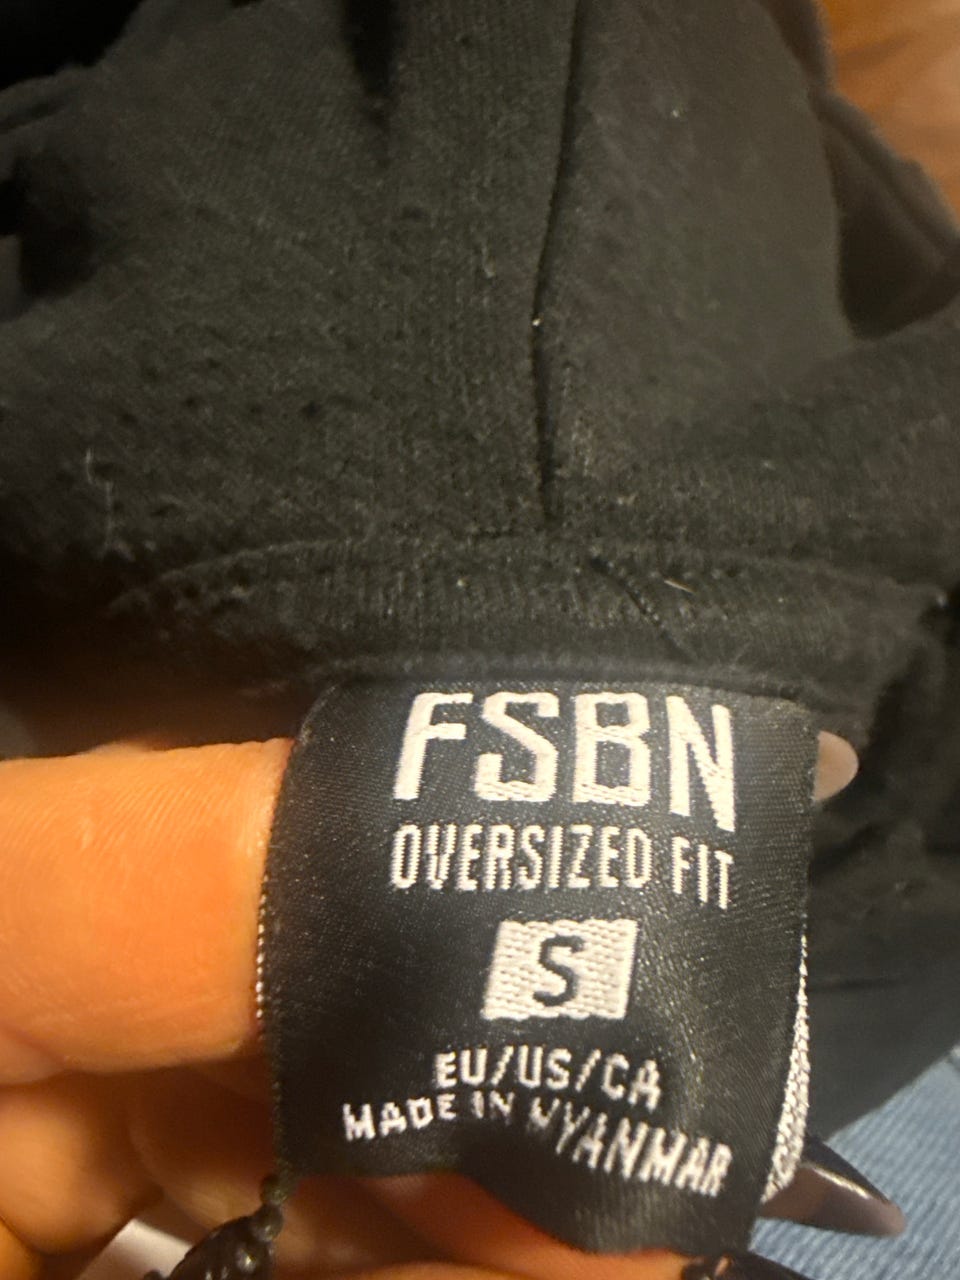 FSBN
OVERSIZED FIT
S
EU/US/CA
MADE IN MYANMAR